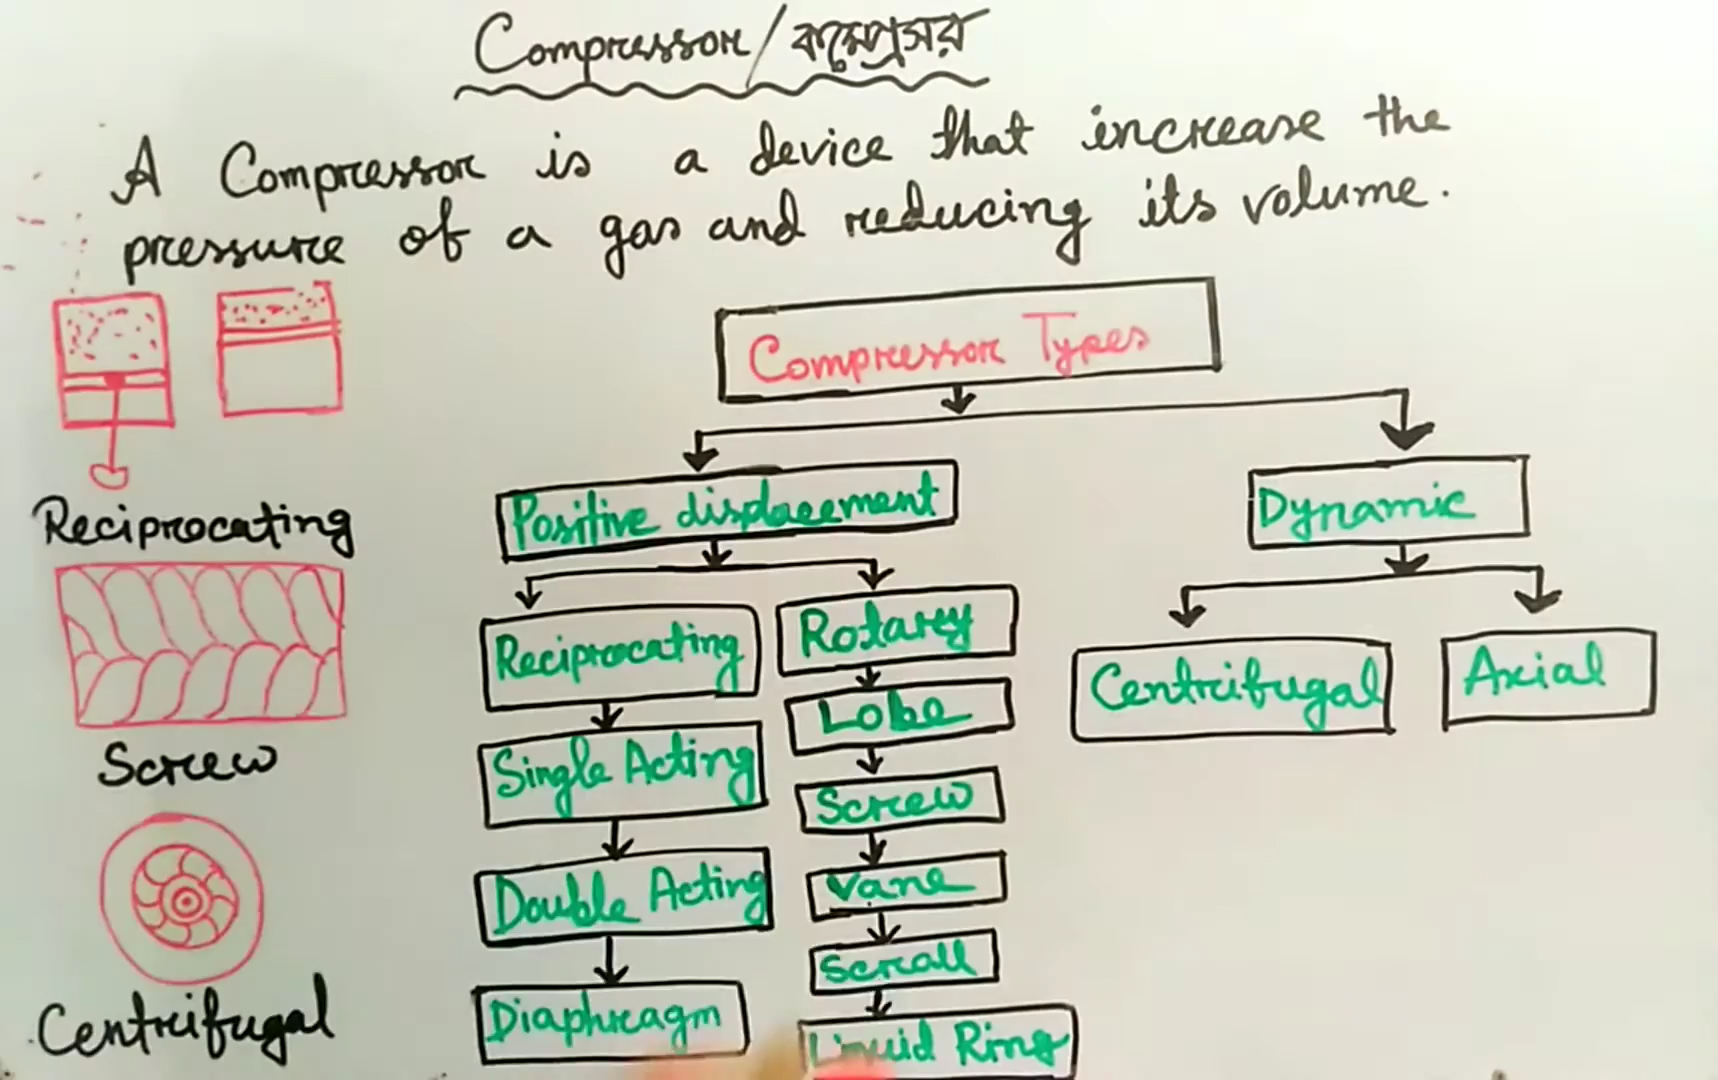 Compressor/কম্প্রেসর
A Compressor is a device that increase the
pressure of a gas and reducing its volume.
Compressor Types
Positive displacement
Dynamic
Reciprocating
Rotary
Centrifugal
Axial
Single Acting
Lobe
Double Acting
Screw
Diaphragm
Vane
Scroll
Liquid Ring
Reciprocating
Screw
Centrifugal